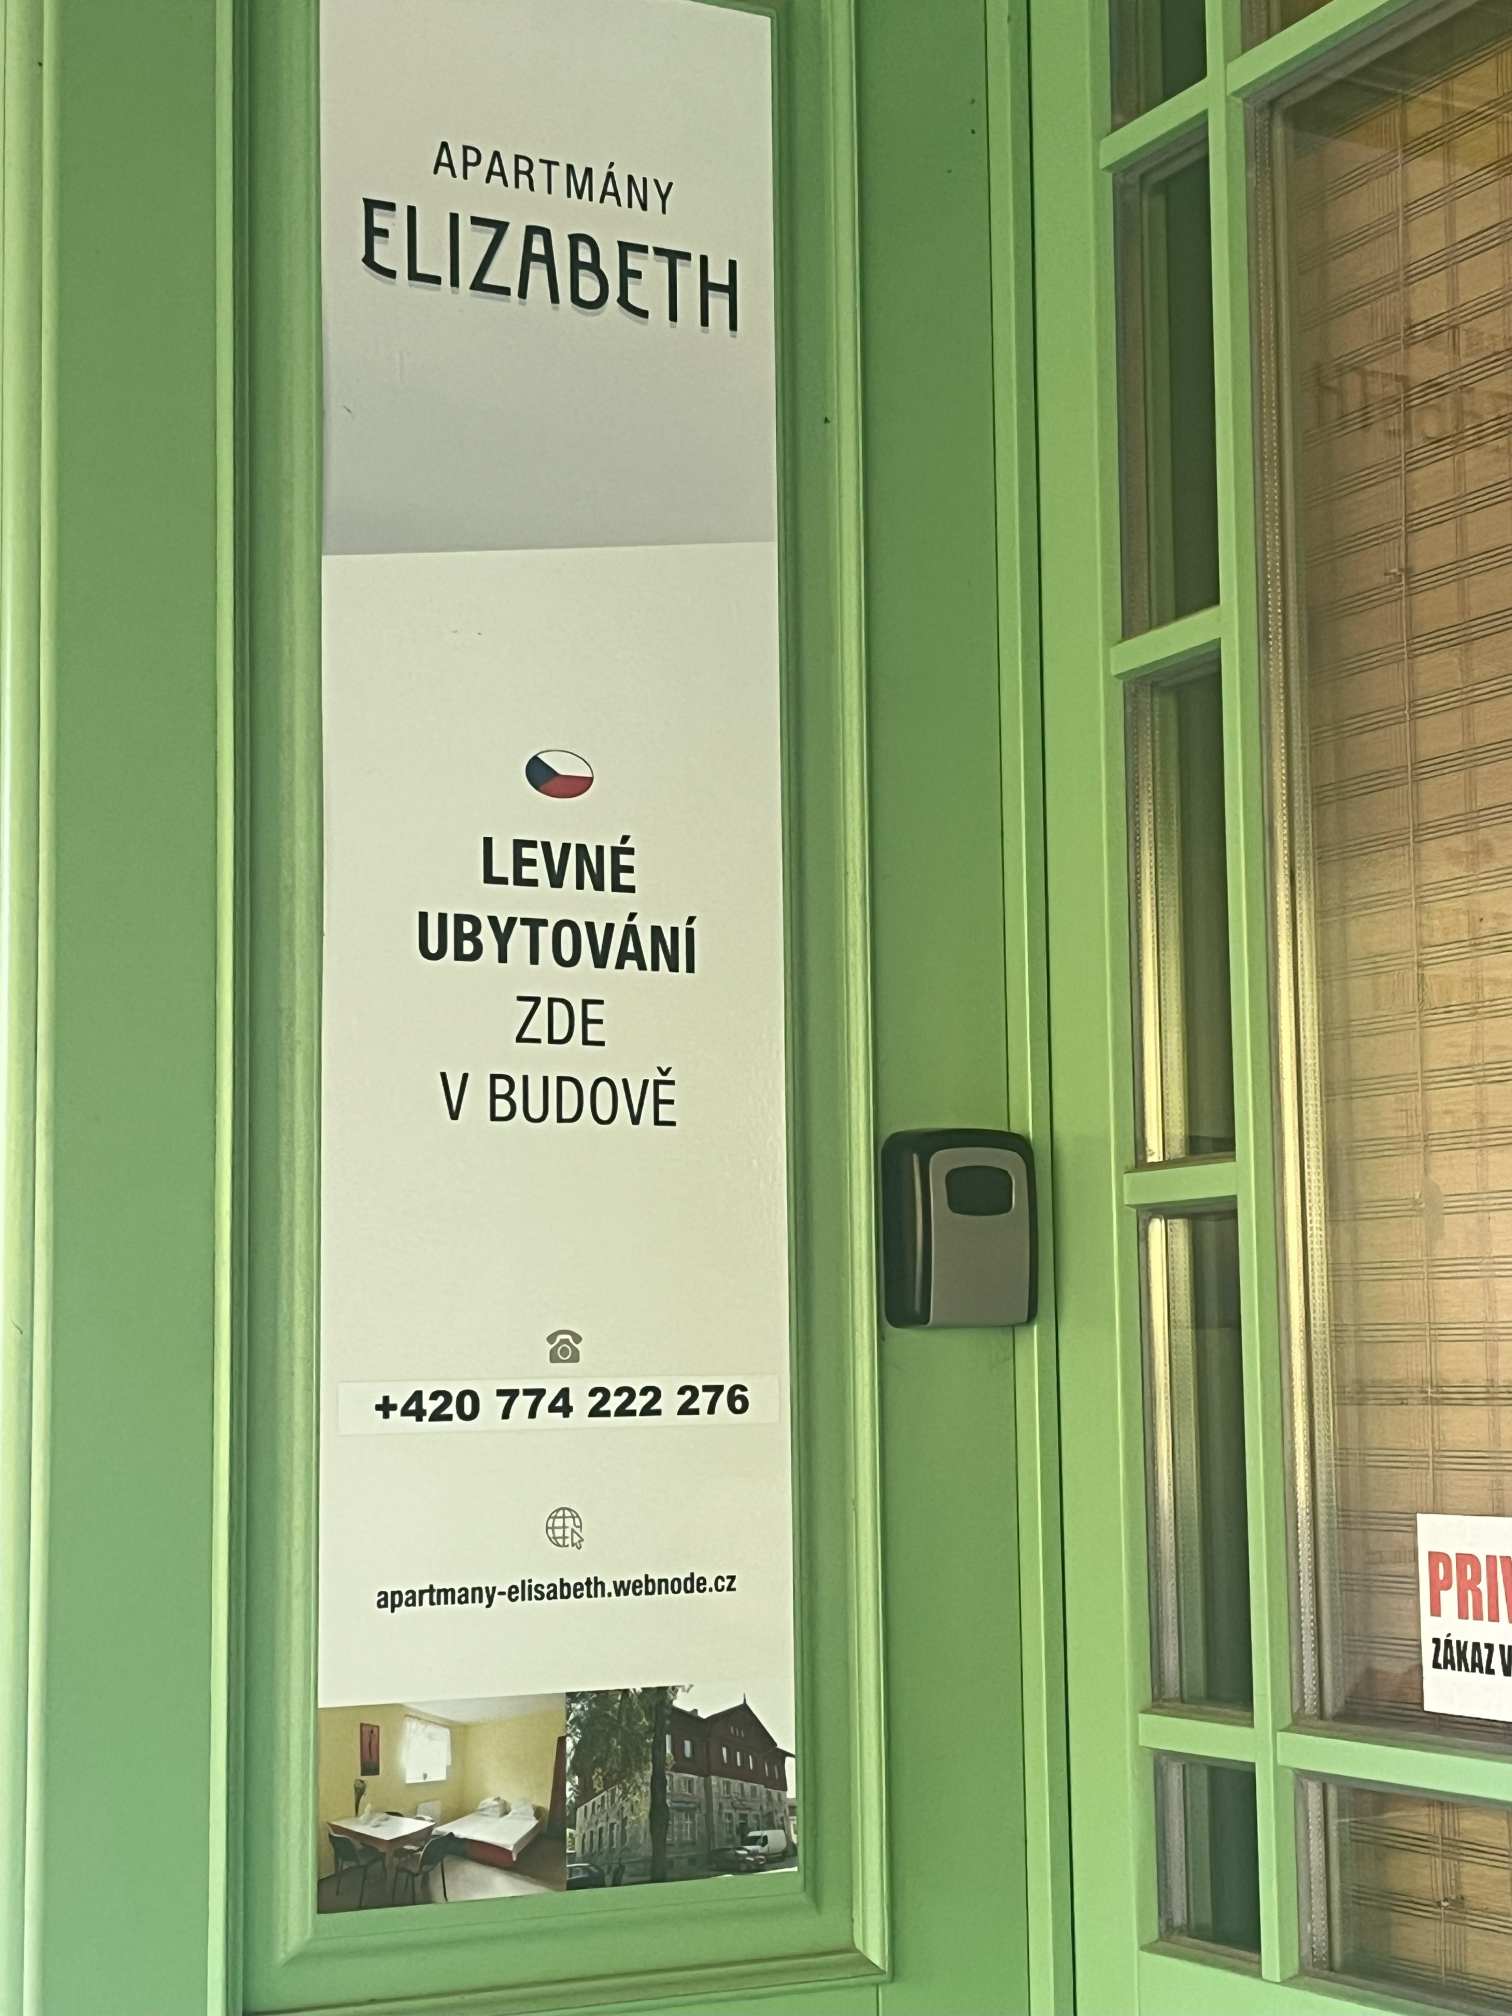 APARTMÁNY
ELIZABETH
LEVNÉ
UBYTOVÁNÍ
ZDE
V BUDOVĚ
+420 774 222 276
apartmany-elisabeth.webnode.cz
PRIV
ZÁKAZ V